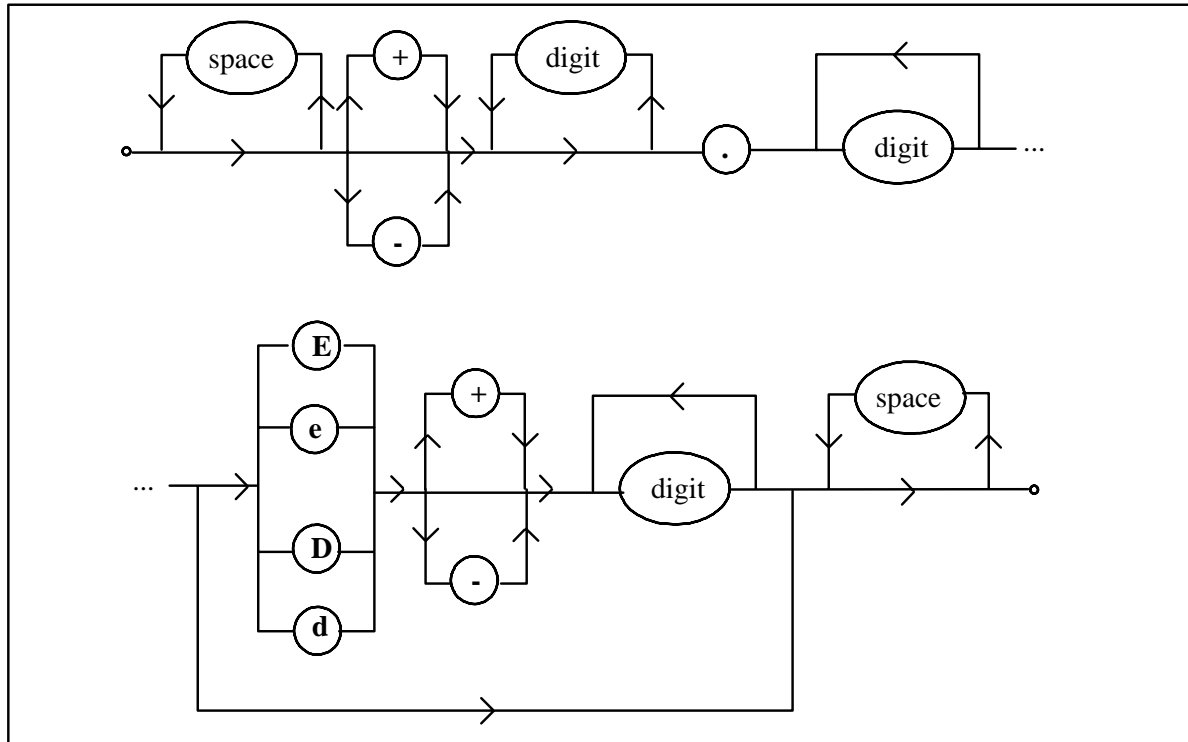 space + digit
. digit ...
-
E
+ space
e
... digit
D
-
d